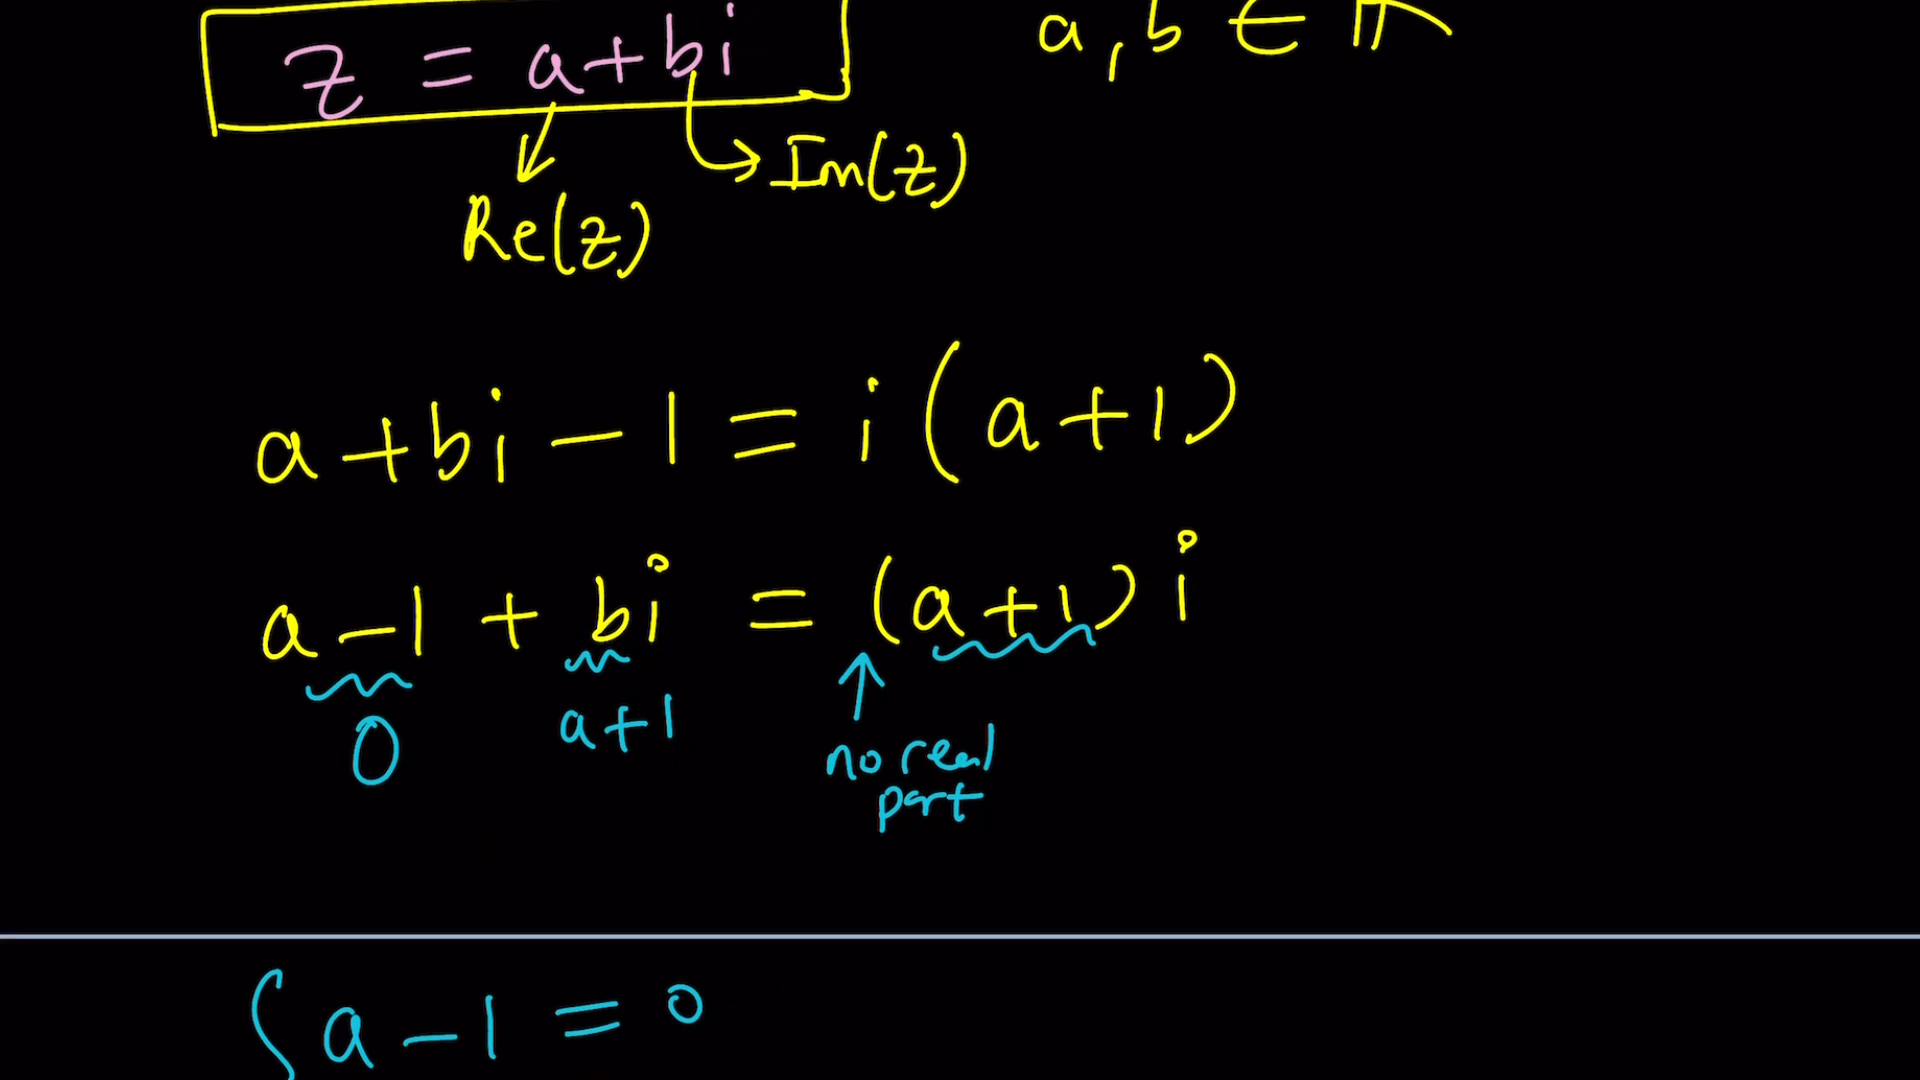 z = a+bi a, b ∈ ℝ
Im(z)
Re(z)
a+bi-1 = i(a+1)
a-1 + bi = (a+1)i
0 a+1 no real
part
{ a-1 = 0